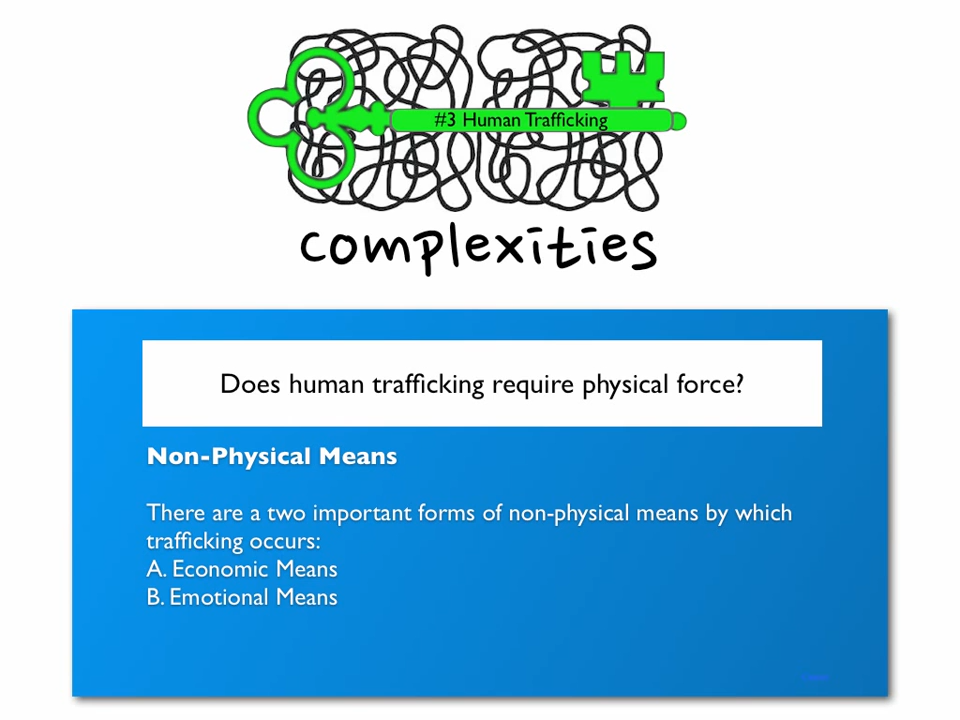 #3 Human Trafficking
complexities
Does human trafficking require physical force?
Non-Physical Means
There are a two important forms of non-physical means by which
trafficking occurs:
A. Economic Means
B. Emotional Means